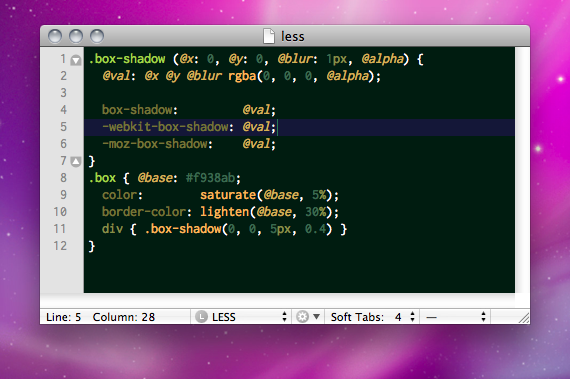 less
1 .box-shadow (@x: 0, @y: 0, @blur: 1px, @alpha) {
2   @val: @x @y @blur rgba(0, 0, 0, @alpha);
3
4   box-shadow:         @val;
5   -webkit-box-shadow: @val;
6   -moz-box-shadow:    @val;
7 }
8 .box { @base: #f938ab;
9   color:        saturate(@base, 5%);
10   border-color: lighten(@base, 30%);
11   div { .box-shadow(0, 0, 5px, 0.4) }
12 }
Line: 5 Column: 28 L LESS Soft Tabs: 4 —